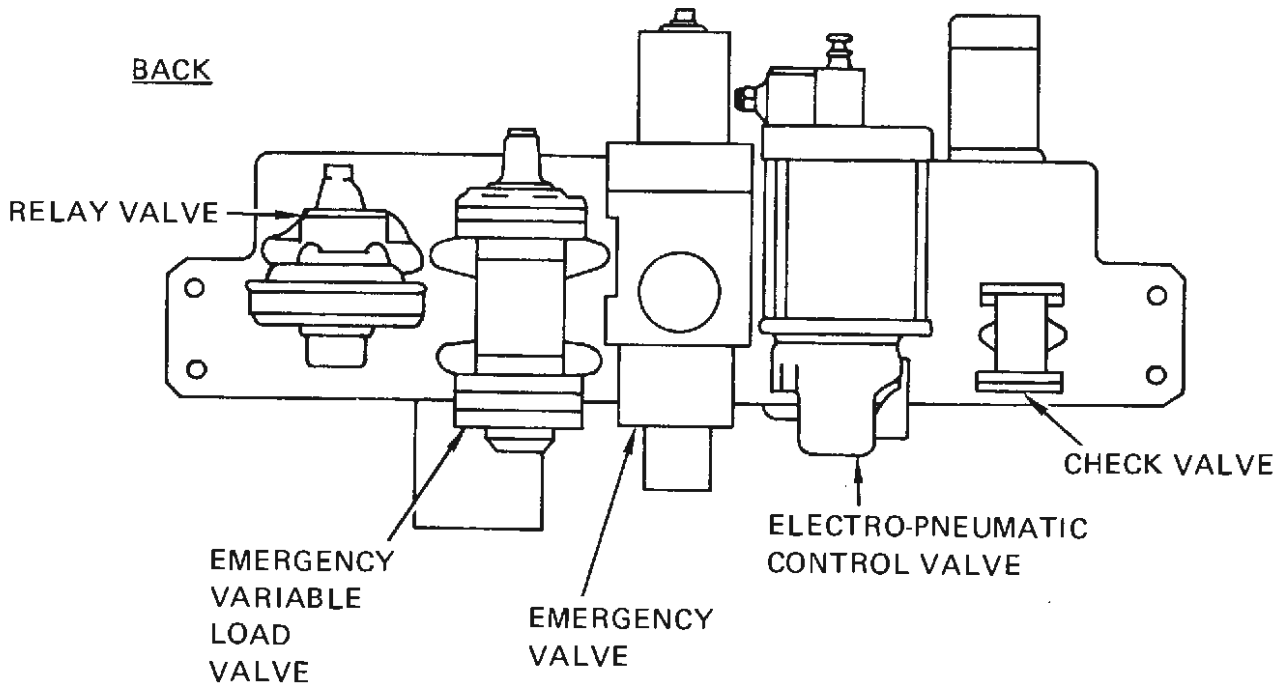 BACK
RELAY VALVE
CHECK VALVE
ELECTRO-PNEUMATIC
CONTROL VALVE
EMERGENCY
VARIABLE
LOAD
VALVE
EMERGENCY
VALVE